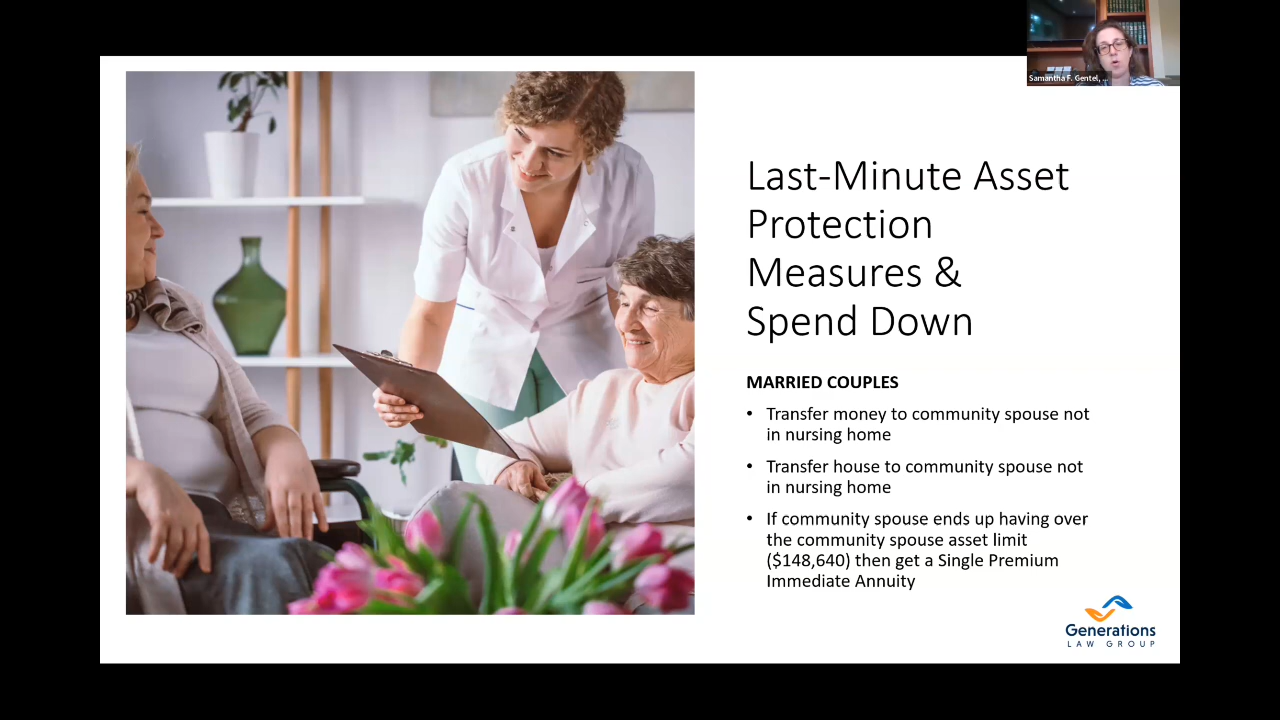 Samantha F. Gentel, ...
Last-Minute Asset
Protection
Measures &
Spend Down
MARRIED COUPLES
• Transfer money to community spouse not
in nursing home
• Transfer house to community spouse not
in nursing home
• If community spouse ends up having over
the community spouse asset limit
($148,640) then get a Single Premium
Immediate Annuity
Generations
LAW GROUP